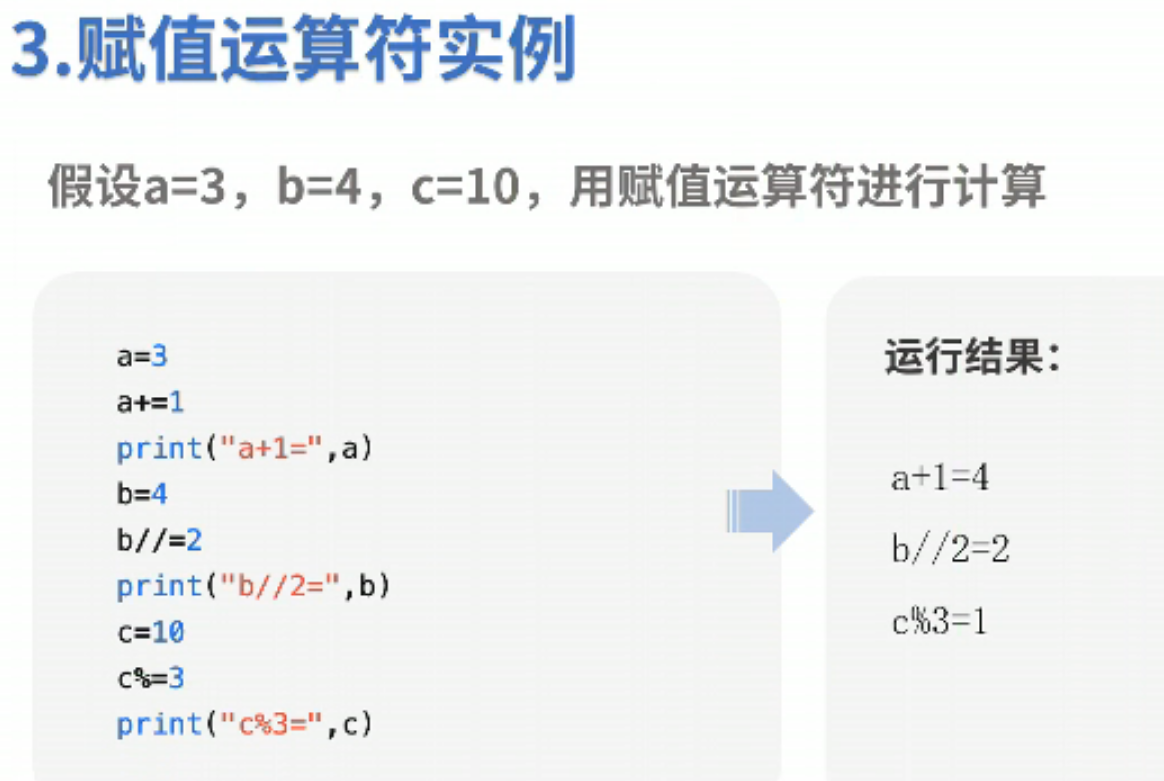 3.赋值运算符实例
假设a=3，b=4，c=10，用赋值运算符进行计算
a=3
a+=1
print("a+1=",a)
b=4
b//=2
print("b//2=",b)
c=10
c%=3
print("c%3=",c)
运行结果：
a+1=4
b//2=2
c%3=1